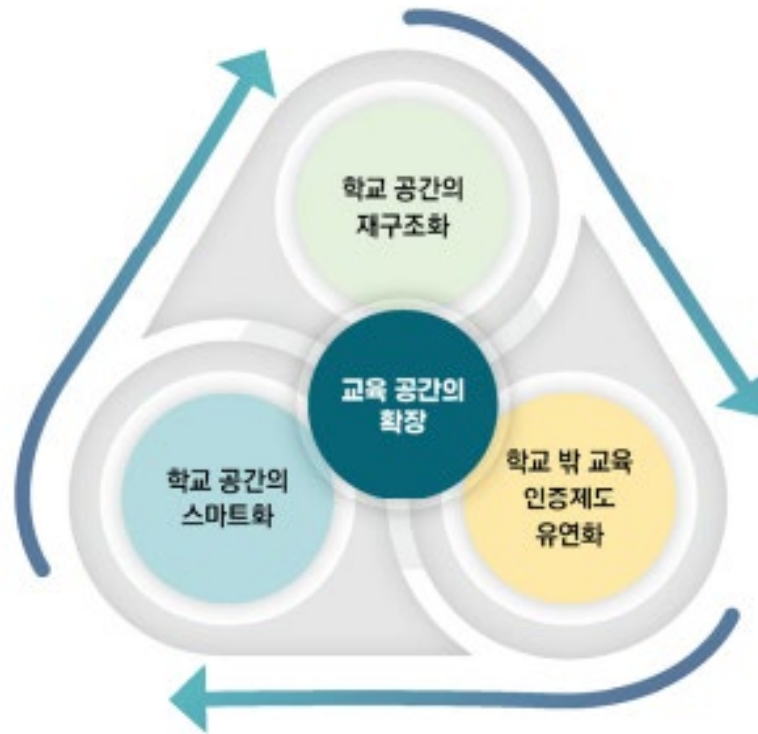 학교 공간의
재구조화
교육 공간의
확장
학교 공간의
스마트화
학교 밖 교육
인증제도
유연화